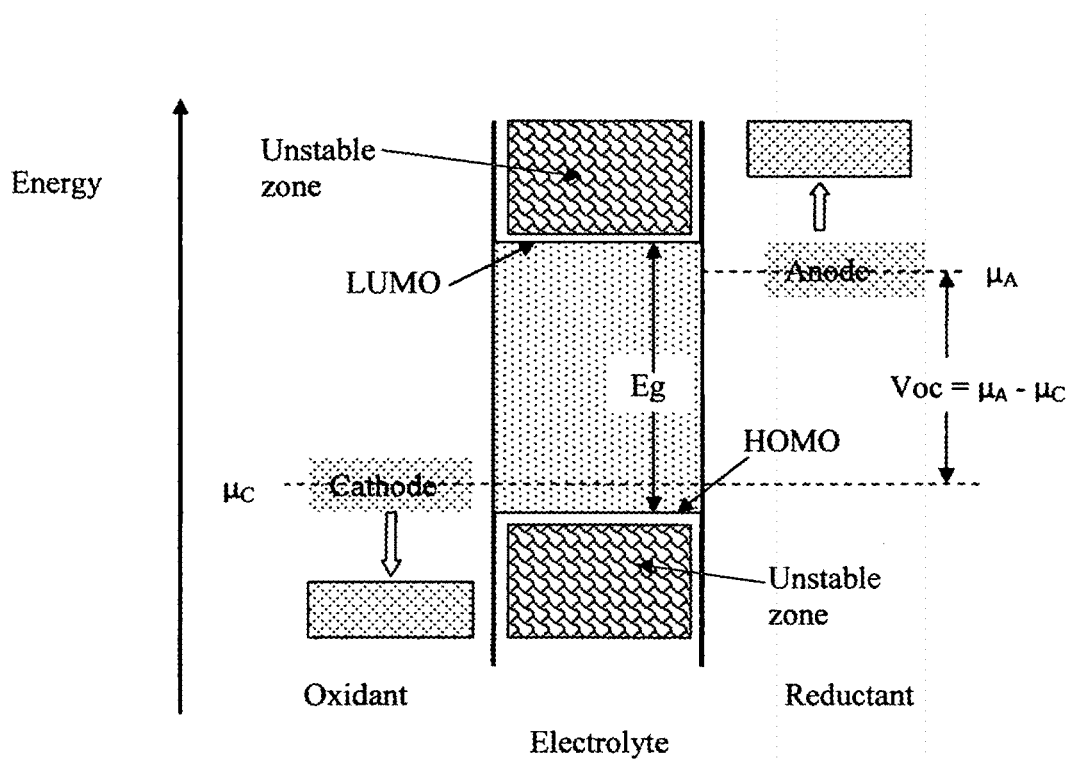 Unstable
zone
Energy
LUMO
Anode
μA
Eg
Voc = μA - μC
HOMO
μC
Cathode
Unstable
zone
Oxidant
Reductant
Electrolyte